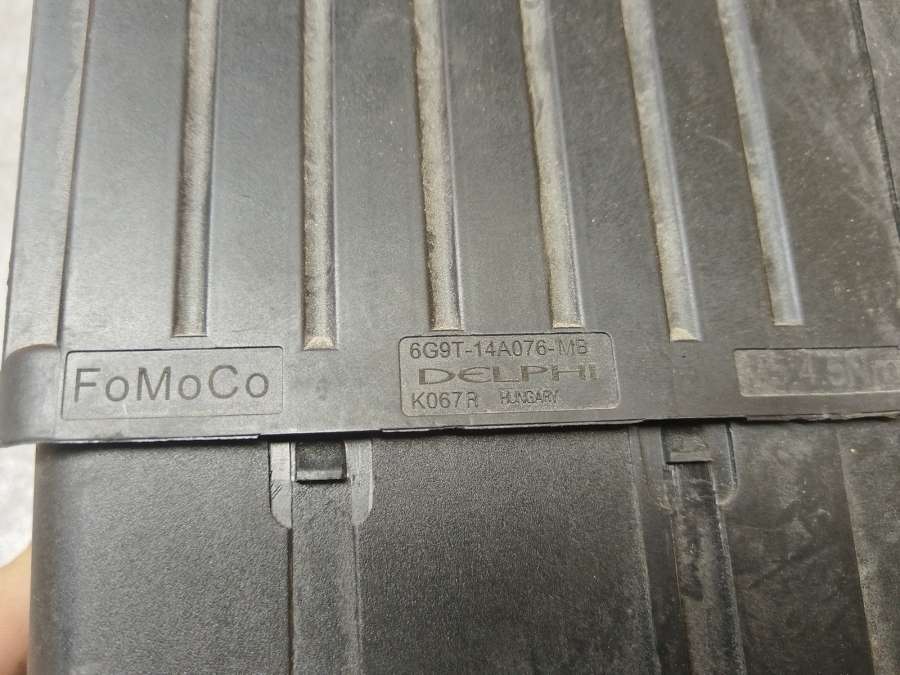 FoMoCo
6G9T-14A076-MB
DELPHI
K067R HUNGARY